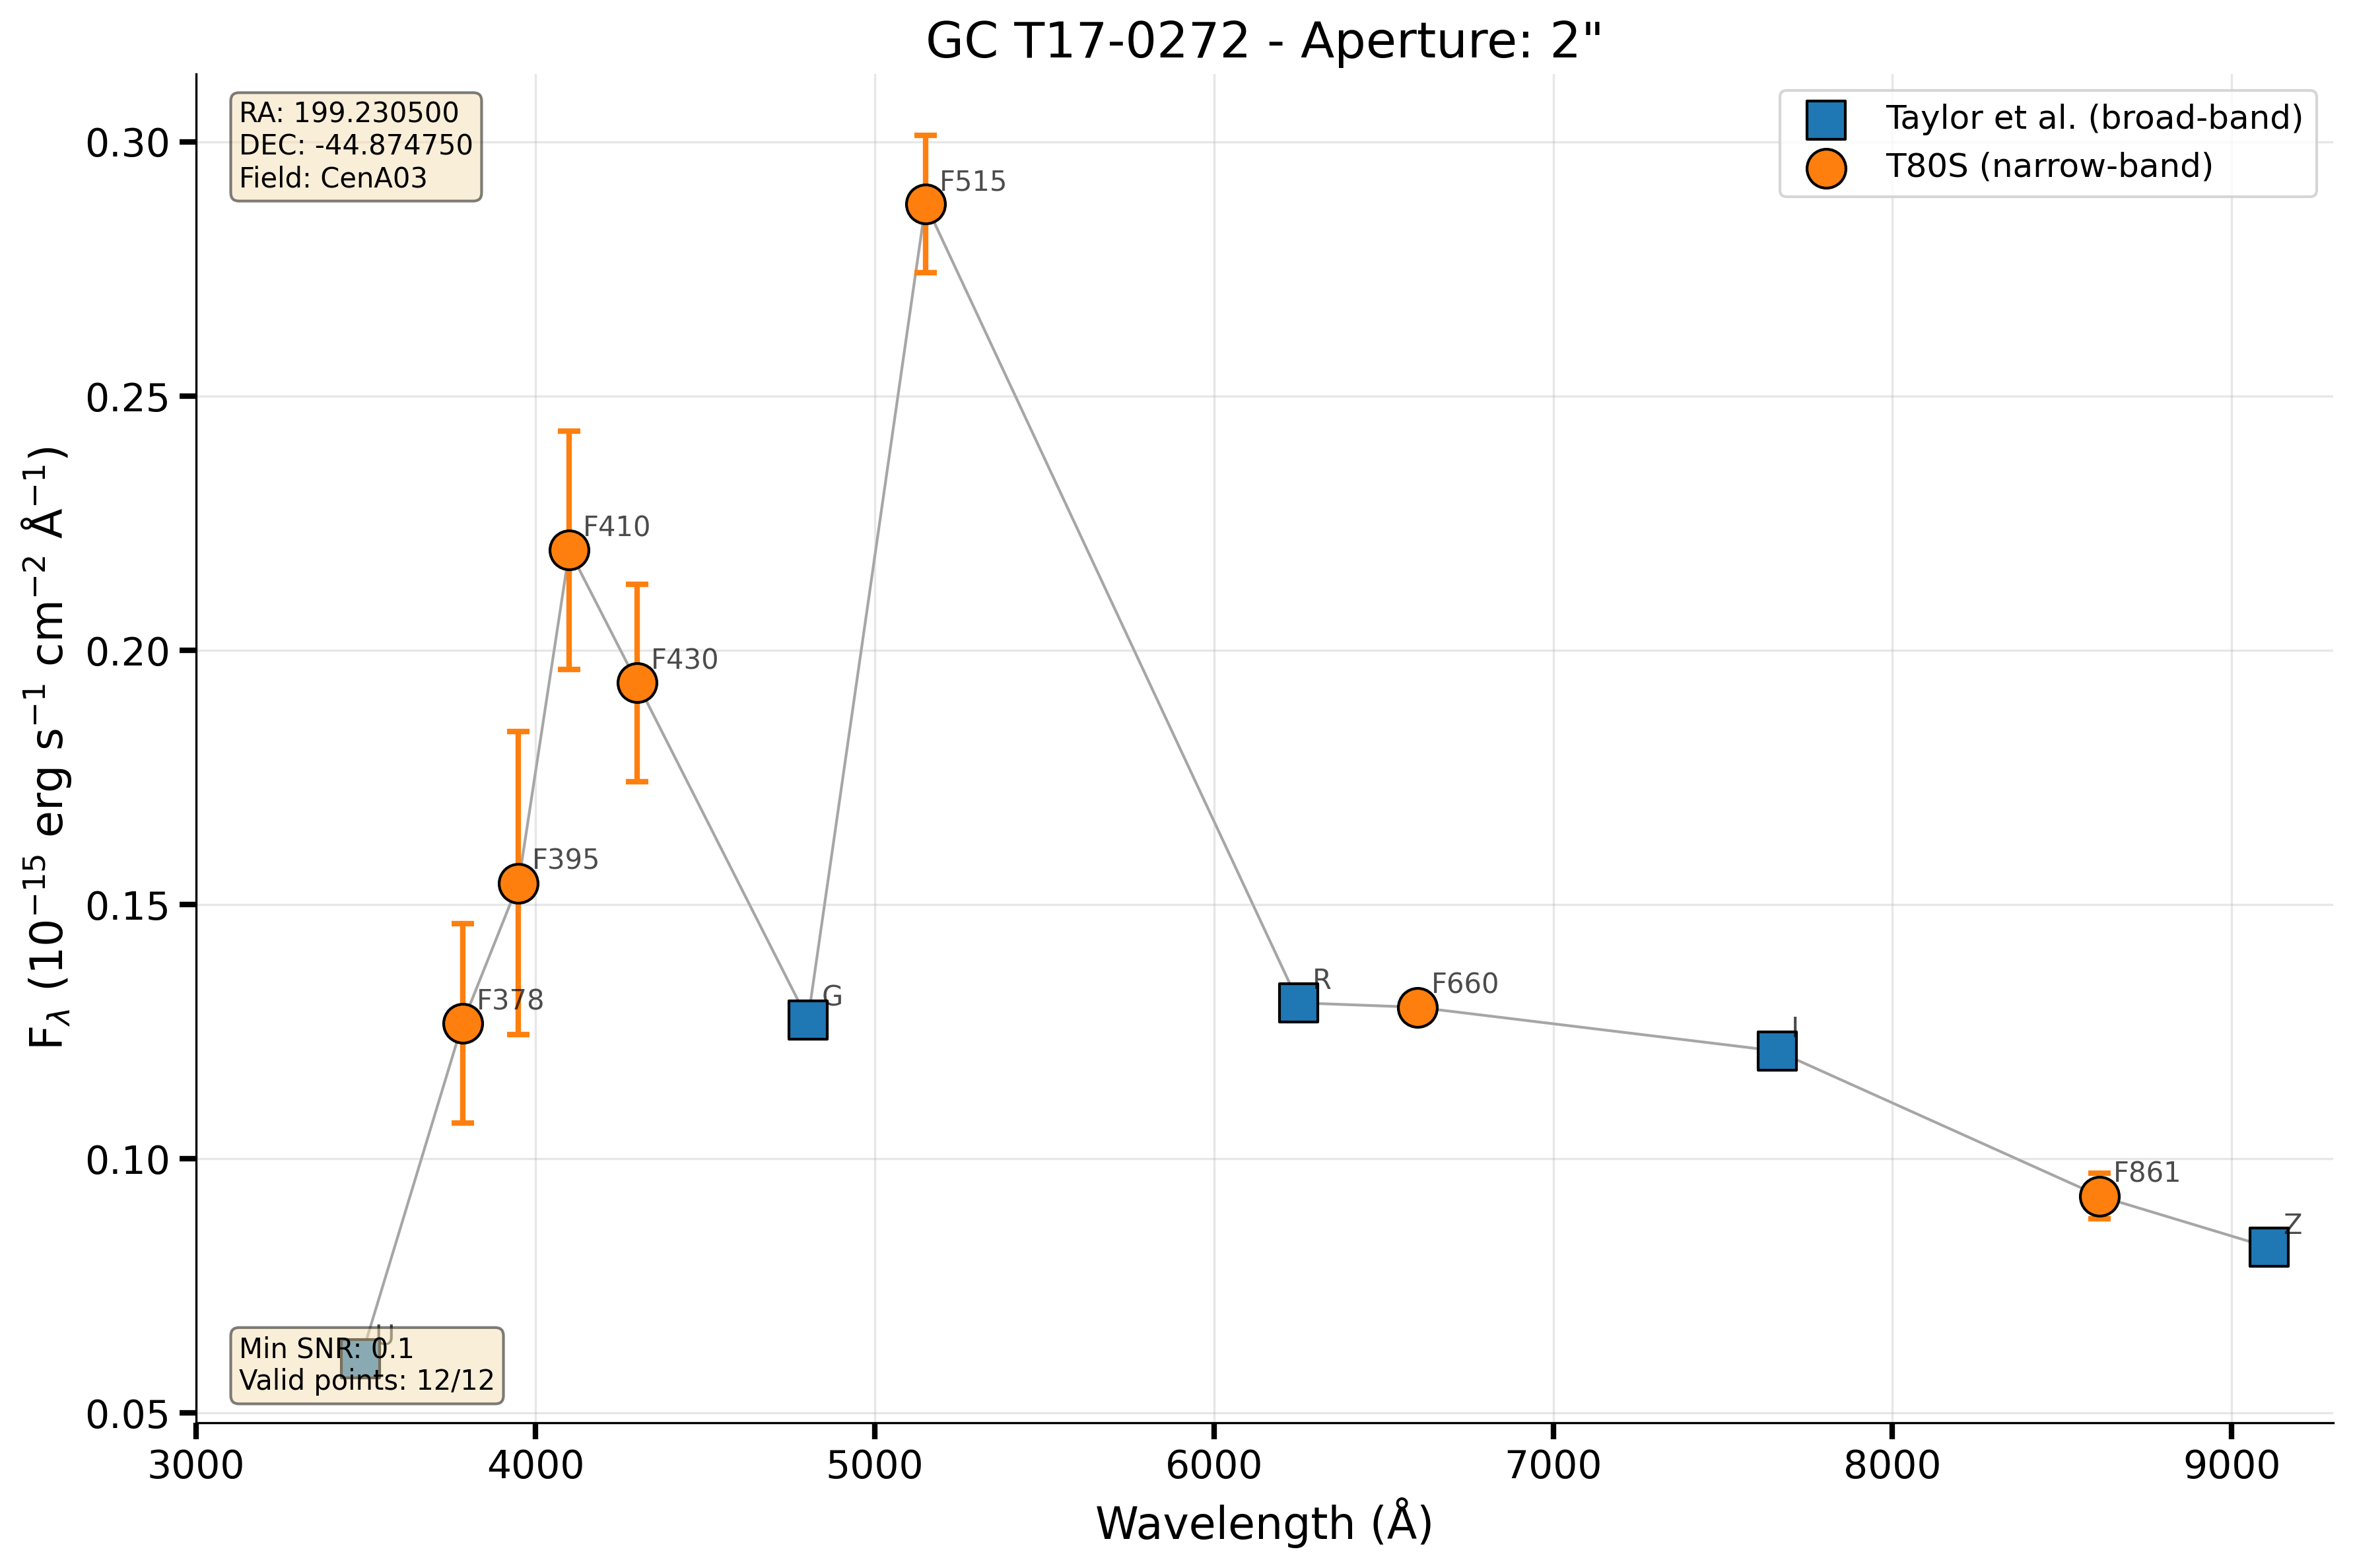 GC T17-0272 - Aperture: 2"
RA: 199.230500
DEC: -44.874750
Field: CenA03
Taylor et al. (broad-band)
T80S (narrow-band)
F515
F410
F430
F395
F378
G
R
F660
I
F861
Z
U
Min SNR: 0.1
Valid points: 12/12
0.30
0.25
0.20
0.15
0.10
0.05
F_λ (10⁻¹⁵ erg s⁻¹ cm⁻² Å⁻¹)
3000 4000 5000 6000 7000 8000 9000
Wavelength (Å)